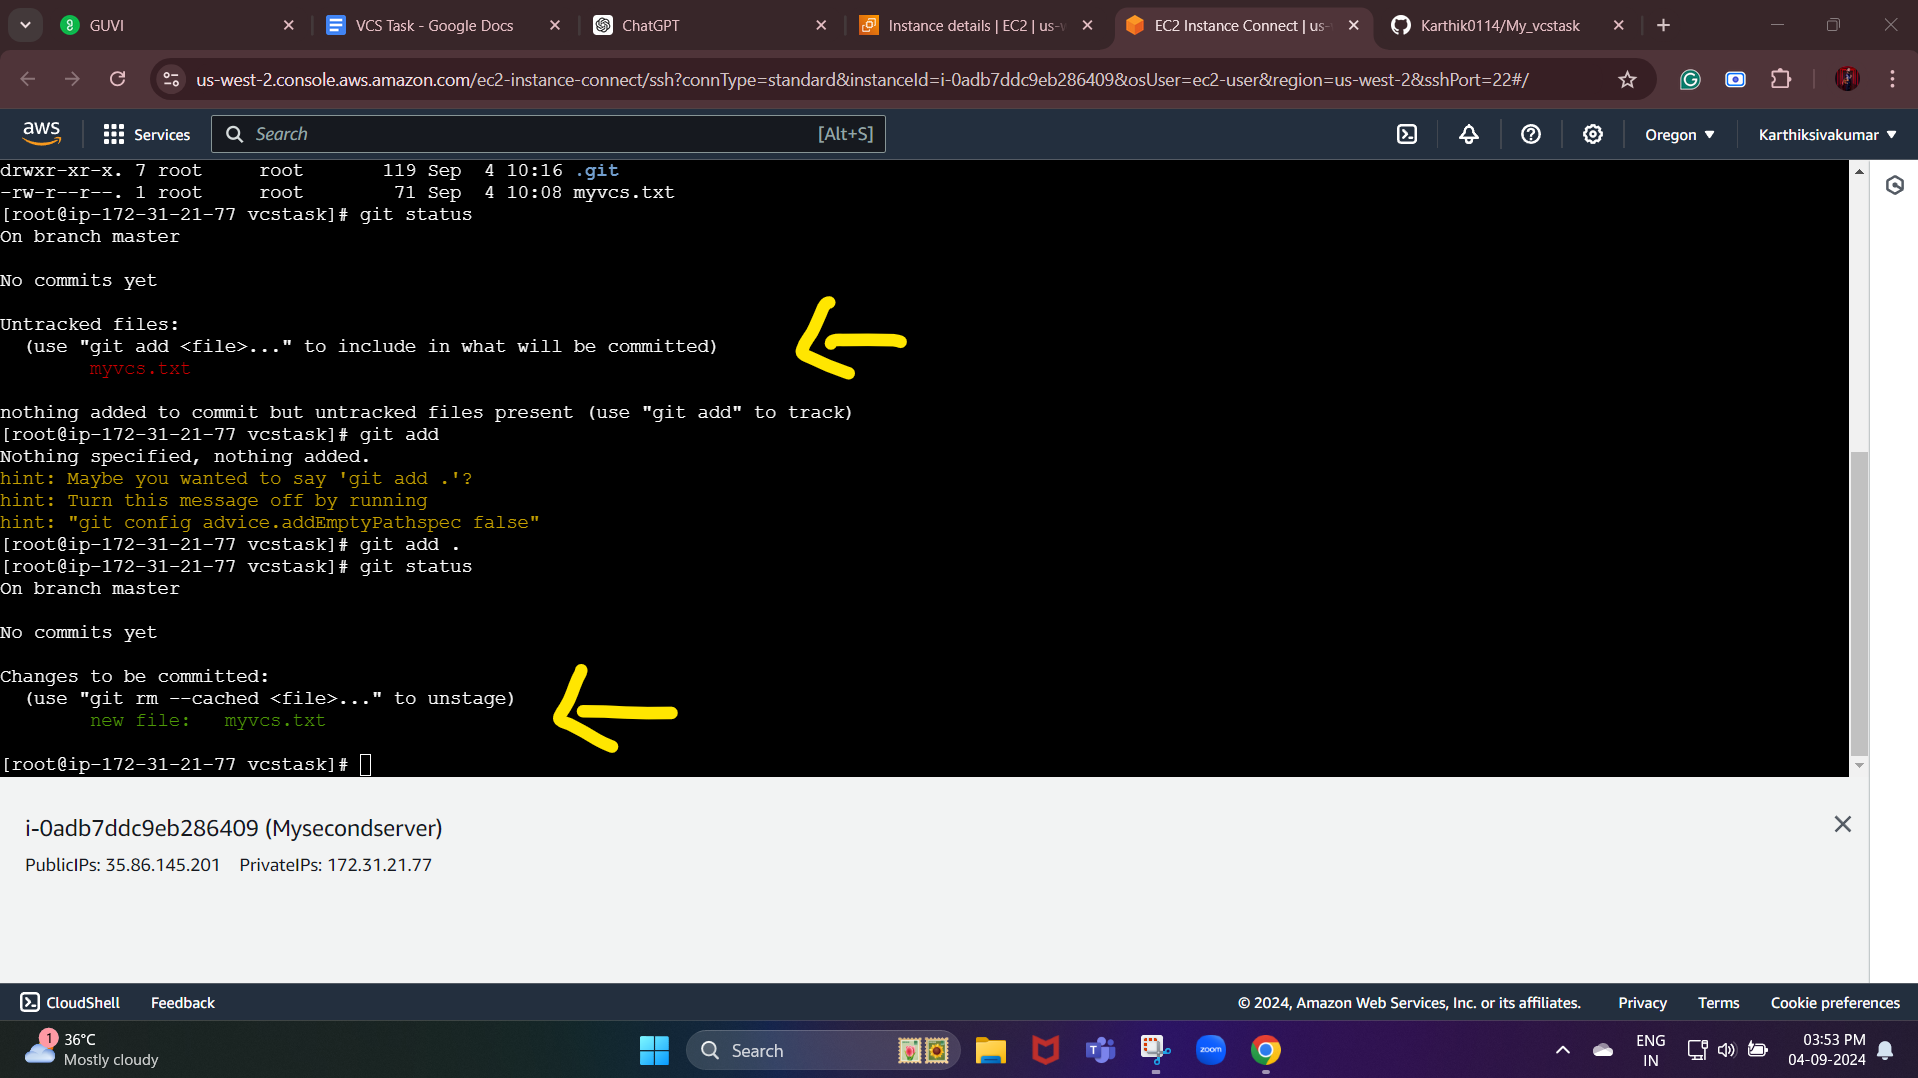 GUVI
VCS Task - Google Docs
ChatGPT
Instance details | EC2 | us-w
EC2 Instance Connect | us-
Karthik0114/My_vcstask
us-west-2.console.aws.amazon.com/ec2-instance-connect/ssh?connType=standard&instanceId=i-0adb7ddc9eb286409&osUser=ec2-user&region=us-west-2&sshPort=22#/
aws
Services
Search
[Alt+S]
Oregon
Karthiksivakumar
drwxr-xr-x. 7 root     root       119 Sep  4 10:16 .git
-rw-r--r--. 1 root     root        71 Sep  4 10:08 myvcs.txt
[root@ip-172-31-21-77 vcstask]# git status
On branch master
No commits yet
Untracked files:
  (use "git add <file>..." to include in what will be committed)
        myvcs.txt
nothing added to commit but untracked files present (use "git add" to track)
[root@ip-172-31-21-77 vcstask]# git add
Nothing specified, nothing added.
hint: Maybe you wanted to say 'git add .'?
hint: Turn this message off by running
hint: "git config advice.addEmptyPathspec false"
[root@ip-172-31-21-77 vcstask]# git add .
[root@ip-172-31-21-77 vcstask]# git status
On branch master
No commits yet
Changes to be committed:
  (use "git rm --cached <file>..." to unstage)
        new file:   myvcs.txt
[root@ip-172-31-21-77 vcstask]#
i-0adb7ddc9eb286409 (Mysecondserver)
PublicIPs: 35.86.145.201    PrivateIPs: 172.31.21.77
CloudShell
Feedback
© 2024, Amazon Web Services, Inc. or its affiliates.
Privacy
Terms
Cookie preferences
1
36°C
Mostly cloudy
Search
zoom
ENG
IN
03:53 PM
04-09-2024